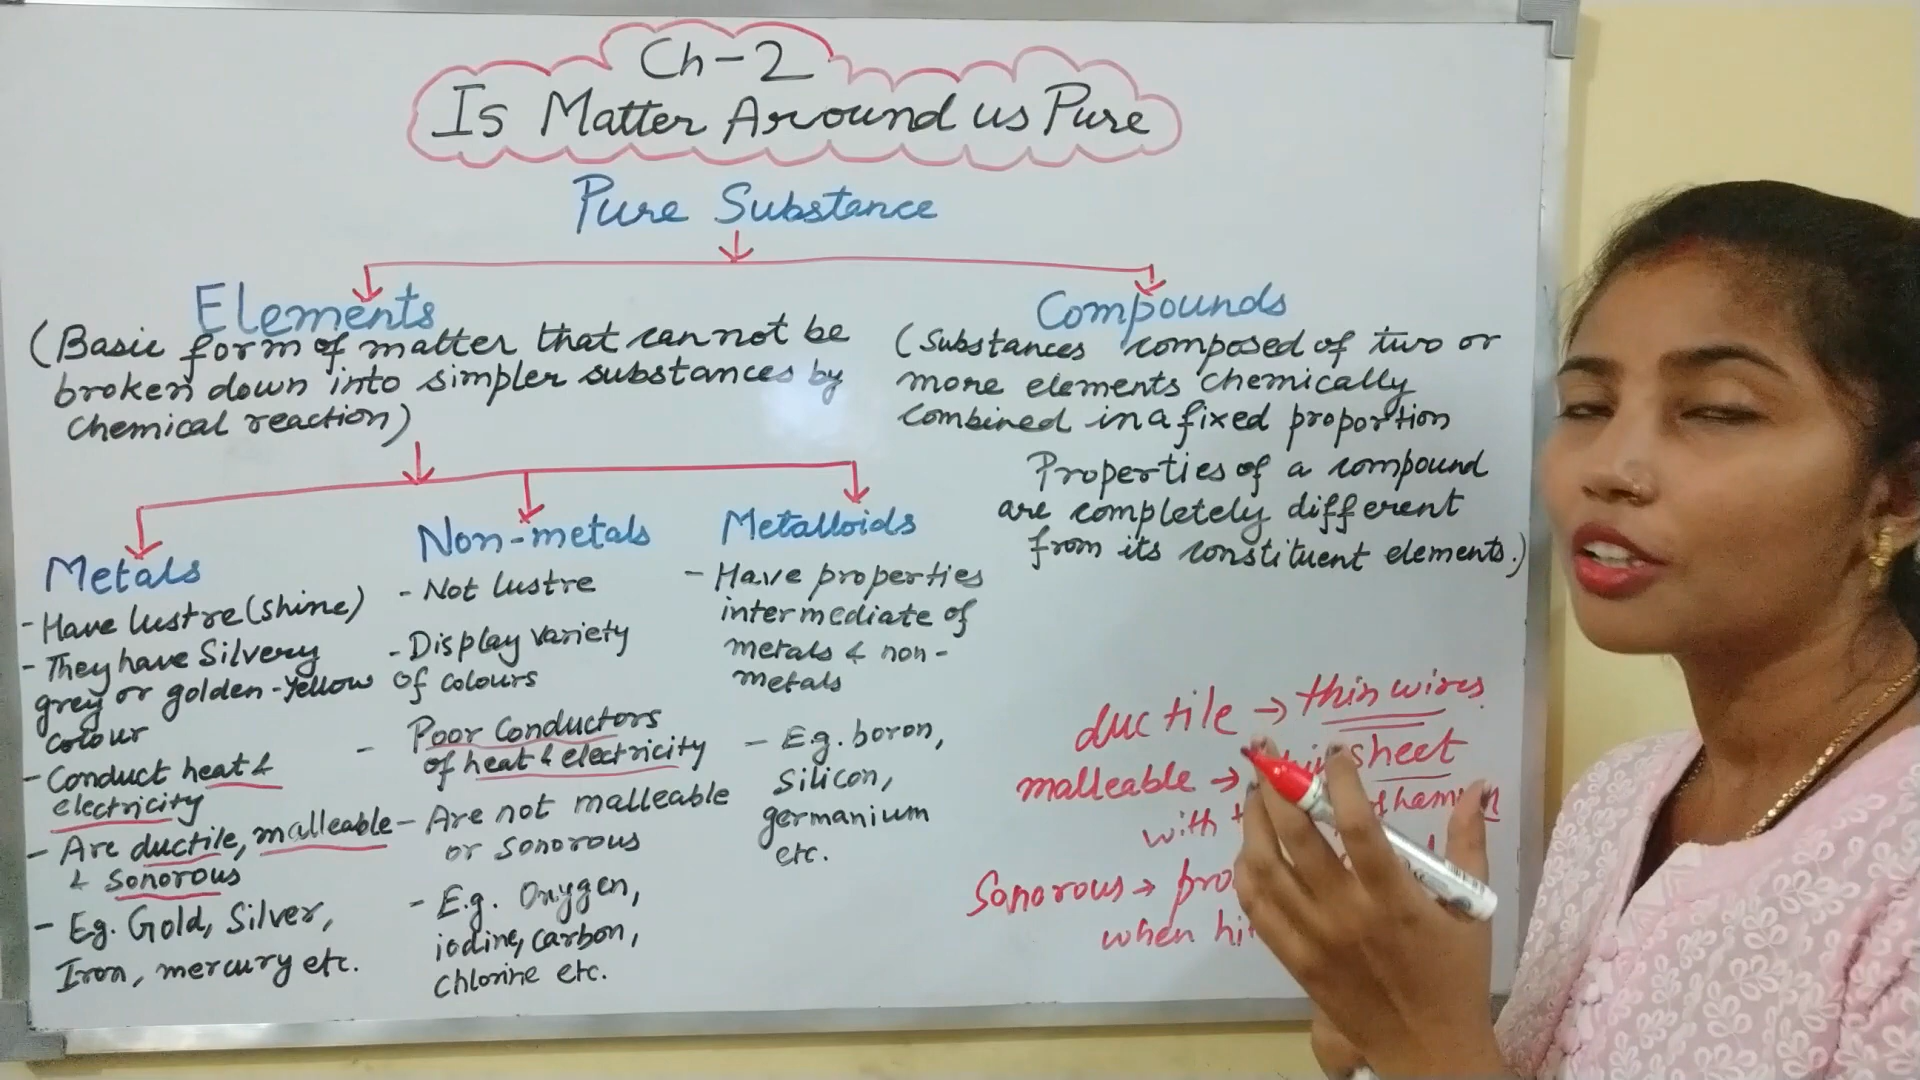 Ch-2
Is Matter Around us Pure
Pure Substance
Elements
(Basic form of matter that can not be
broken down into simpler substances by
chemical reaction)
Compounds
(Substances composed of two or
more elements chemically
combined in a fixed proportion
Properties of a compound
are completely different
from its constituent elements.)
Metals
- Have lustre (shine)
- They have Silvery
grey or golden-yellow
colour
- Conduct heat &
electricity
- Are ductile, malleable
& sonorous
- Eg. Gold, Silver,
Iron, mercury etc.
Non-metals
- Not lustre
- Display variety
of colours
- Poor conductors
of heat & electricity
- Are not malleable
or sonorous
- E.g. Oxygen,
iodine, carbon,
chlorine etc.
Metalloids
- Have properties
intermediate of
metals & non-
metals
- E.g. boron,
silicon,
germanium
etc.
ductile → thin wires
malleable → sheet
with
Sonorous →
when